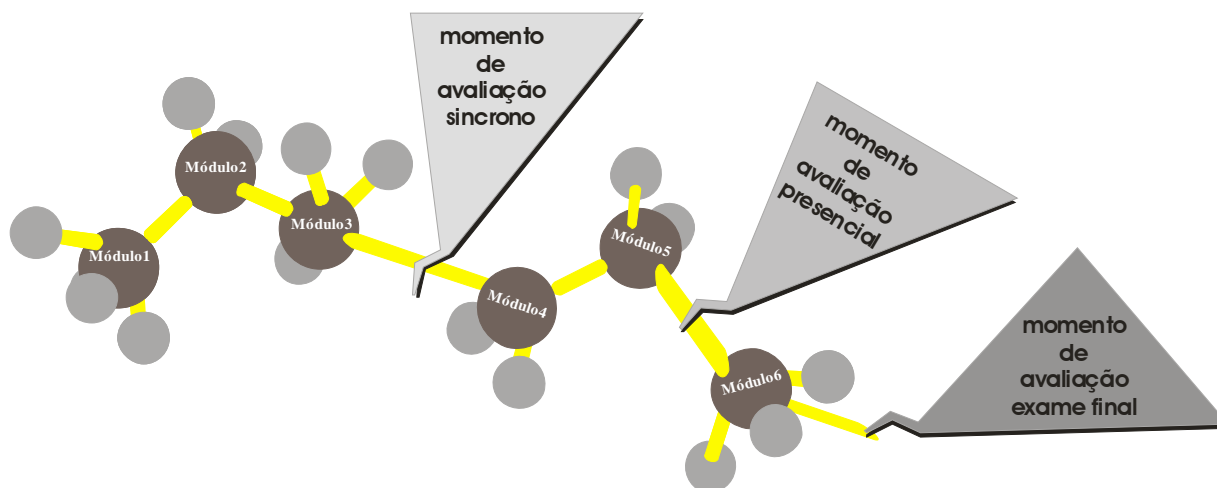 momento
de
avaliação
sincrono
momento
de
avaliação
presencial
Módulo2
Módulo3
Módulo1
Módulo5
Módulo4
Módulo6
momento
de
avaliação
exame final